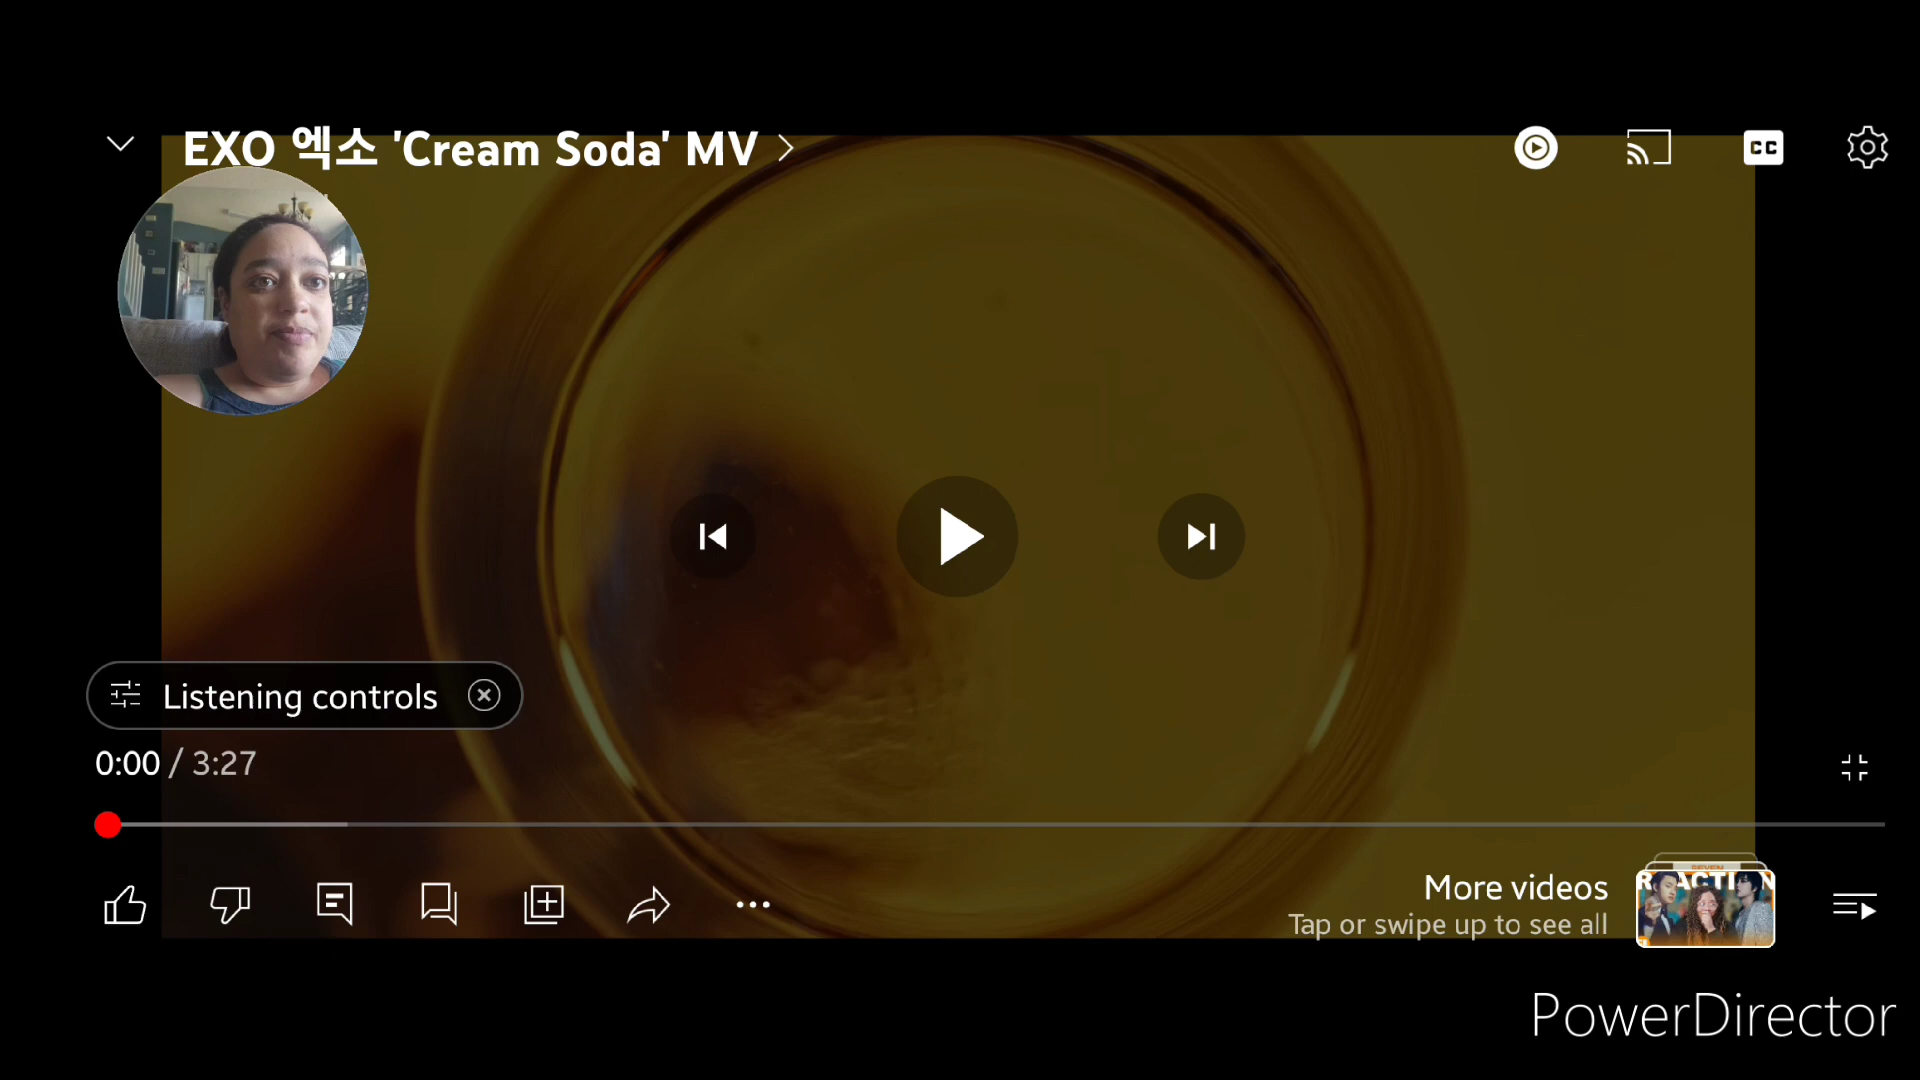 EXO 엑소 'Cream Soda' MV
CC
Listening controls
0:00 / 3:27
More videos
Tap or swipe up to see all
REACTION
PowerDirector